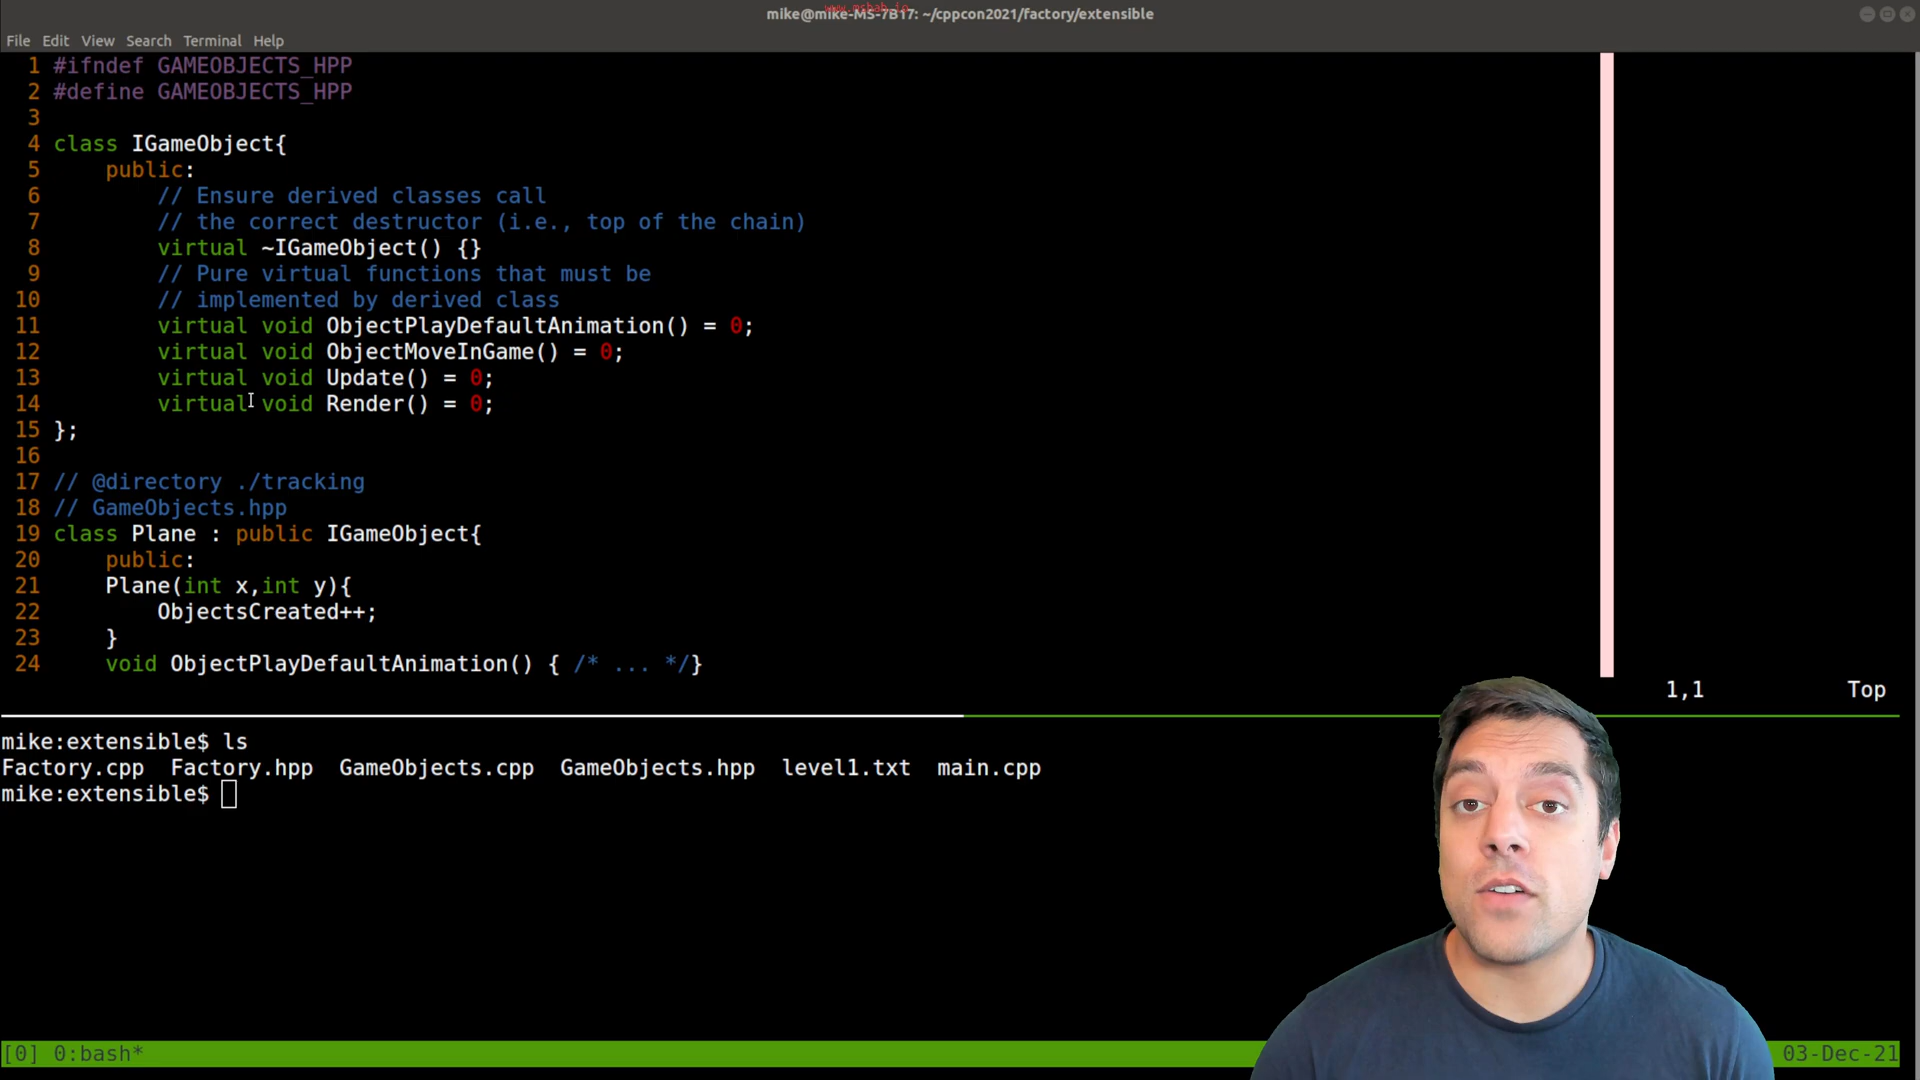 www.mshah.io
mike@mike-MS-7B17: ~/cppcon2021/factory/extensible
File Edit View Search Terminal Help
1 #ifndef GAMEOBJECTS_HPP
2 #define GAMEOBJECTS_HPP
3
4 class IGameObject{
5 public:
6 // Ensure derived classes call
7 // the correct destructor (i.e., top of the chain)
8 virtual ~IGameObject() {}
9 // Pure virtual functions that must be
10 // implemented by derived class
11 virtual void ObjectPlayDefaultAnimation() = 0;
12 virtual void ObjectMoveInGame() = 0;
13 virtual void Update() = 0;
14 virtual void Render() = 0;
15 };
16
17 // @directory ./tracking
18 // GameObjects.hpp
19 class Plane : public IGameObject{
20 public:
21 Plane(int x,int y){
22 ObjectsCreated++;
23 }
24 void ObjectPlayDefaultAnimation() { /* ... */}
1,1 Top
mike:extensible$ ls
Factory.cpp Factory.hpp GameObjects.cpp GameObjects.hpp level1.txt main.cpp
mike:extensible$
[0] 0:bash* 03-Dec-21